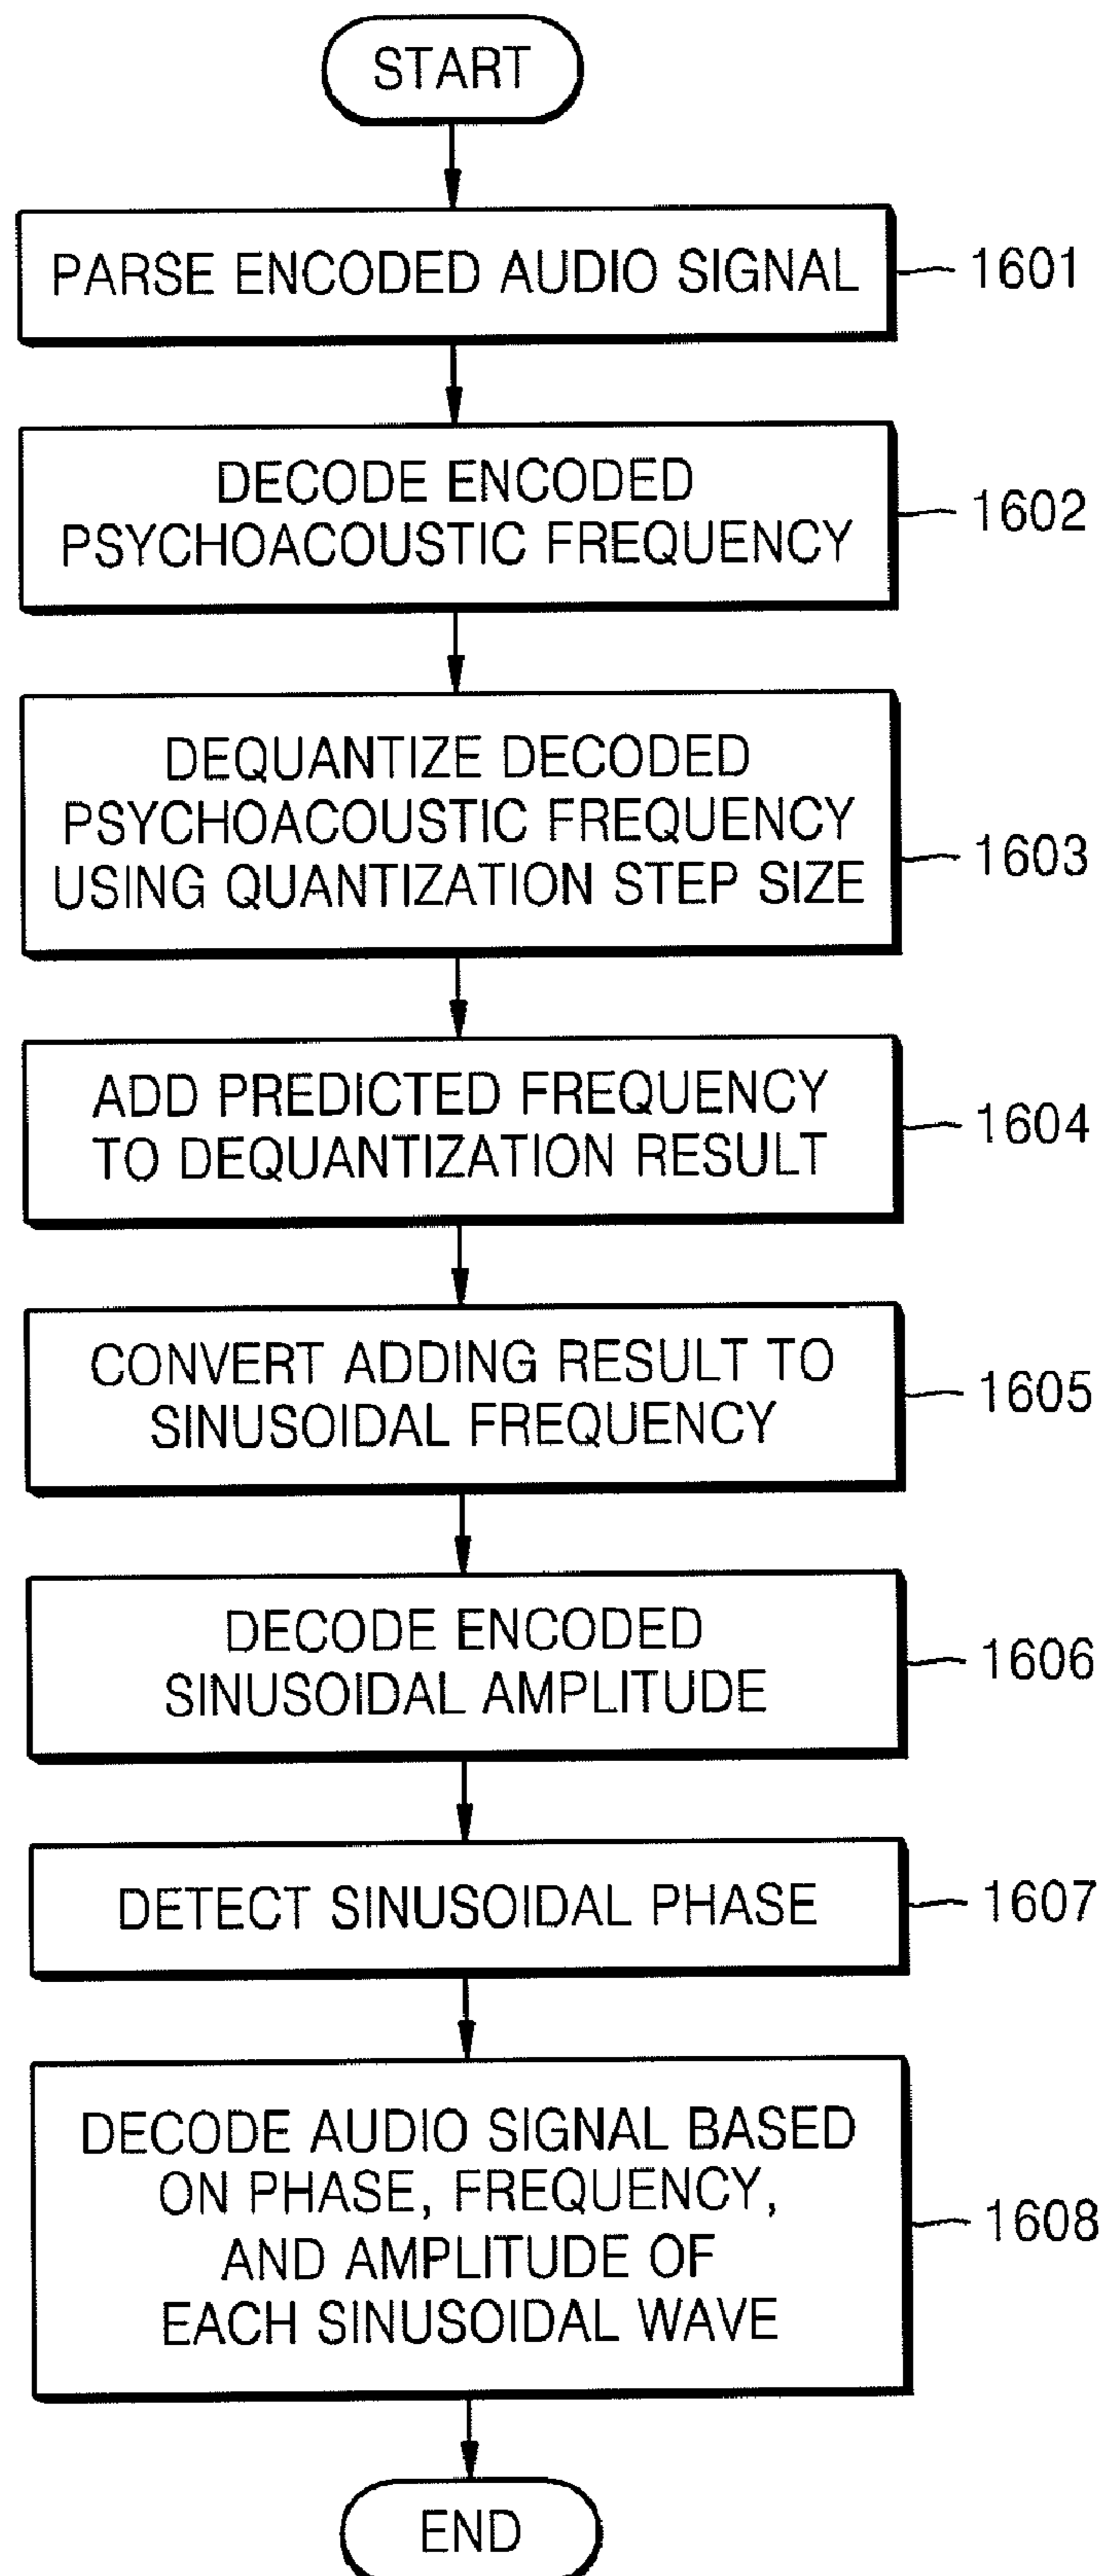 START
PARSE ENCODED AUDIO SIGNAL
1601
DECODE ENCODED
PSYCHOACOUSTIC FREQUENCY
1602
DEQUANTIZE DECODED
PSYCHOACOUSTIC FREQUENCY
USING QUANTIZATION STEP SIZE
1603
ADD PREDICTED FREQUENCY
TO DEQUANTIZATION RESULT
1604
CONVERT ADDING RESULT TO
SINUSOIDAL FREQUENCY
1605
DECODE ENCODED
SINUSOIDAL AMPLITUDE
1606
DETECT SINUSOIDAL PHASE
1607
DECODE AUDIO SIGNAL BASED
ON PHASE, FREQUENCY,
AND AMPLITUDE OF
EACH SINUSOIDAL WAVE
1608
END